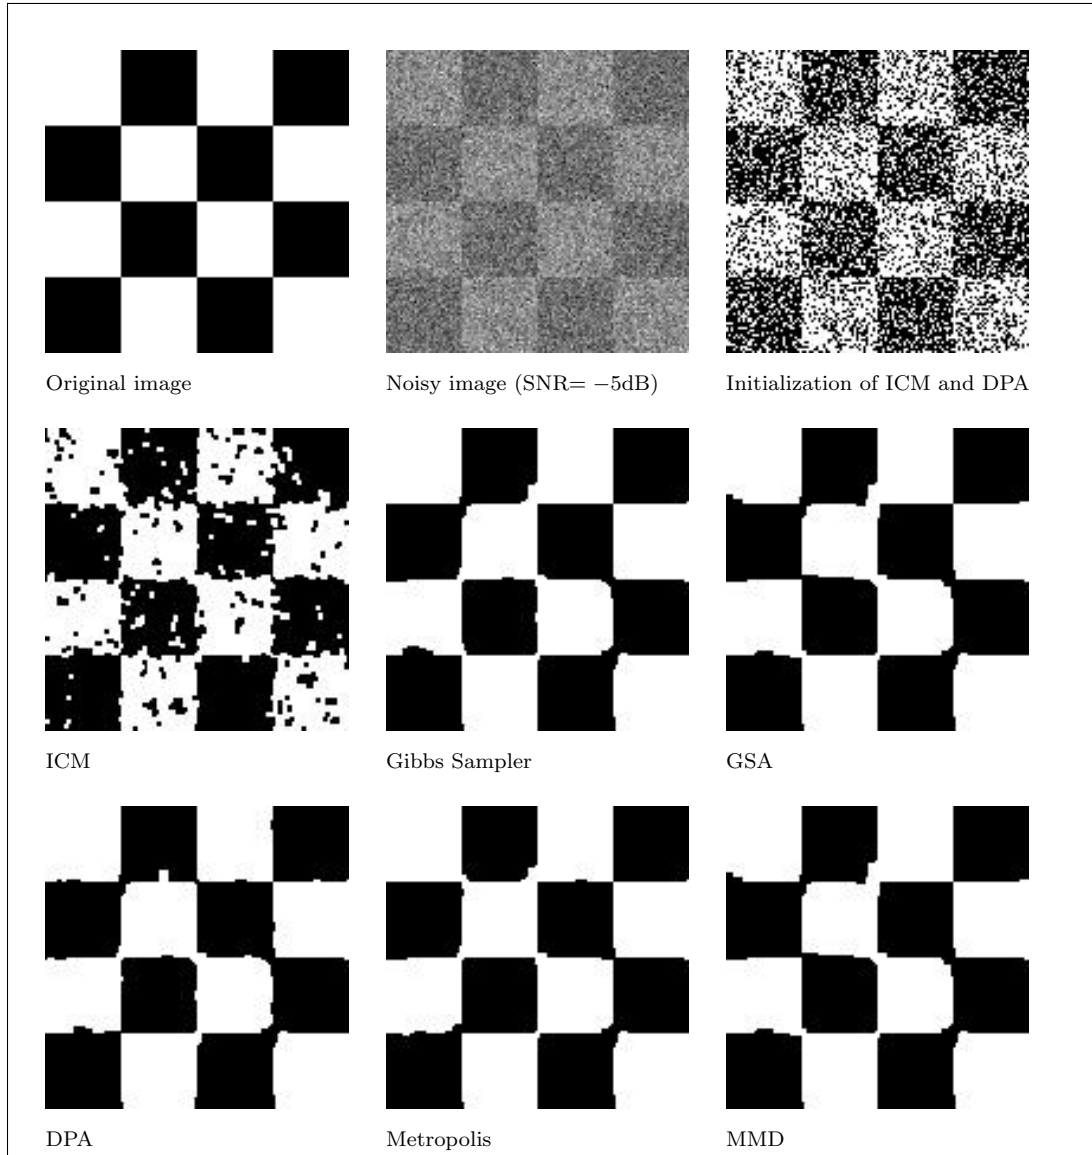 Original image
Noisy image (SNR= −5dB)
Initialization of ICM and DPA
ICM
Gibbs Sampler
GSA
DPA
Metropolis
MMD